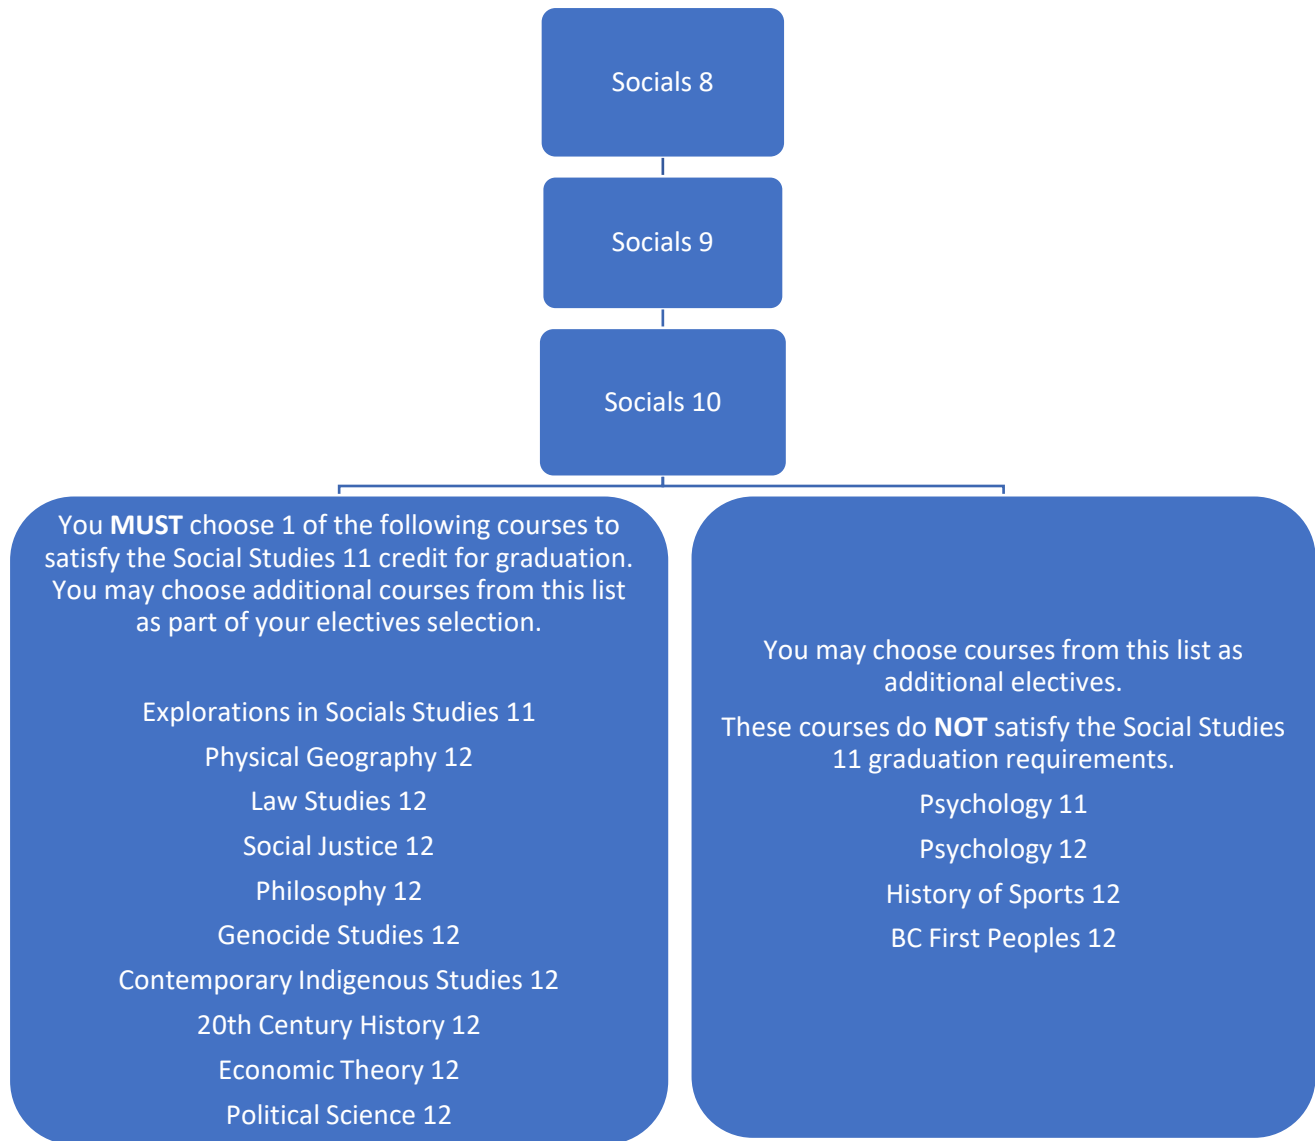 Socials 8
Socials 9
Socials 10
You MUST choose 1 of the following courses to
satisfy the Social Studies 11 credit for graduation.
You may choose additional courses from this list
as part of your electives selection.
Explorations in Socials Studies 11
Physical Geography 12
Law Studies 12
Social Justice 12
Philosophy 12
Genocide Studies 12
Contemporary Indigenous Studies 12
20th Century History 12
Economic Theory 12
Political Science 12
You may choose courses from this list as
additional electives.
These courses do NOT satisfy the Social Studies
11 graduation requirements.
Psychology 11
Psychology 12
History of Sports 12
BC First Peoples 12